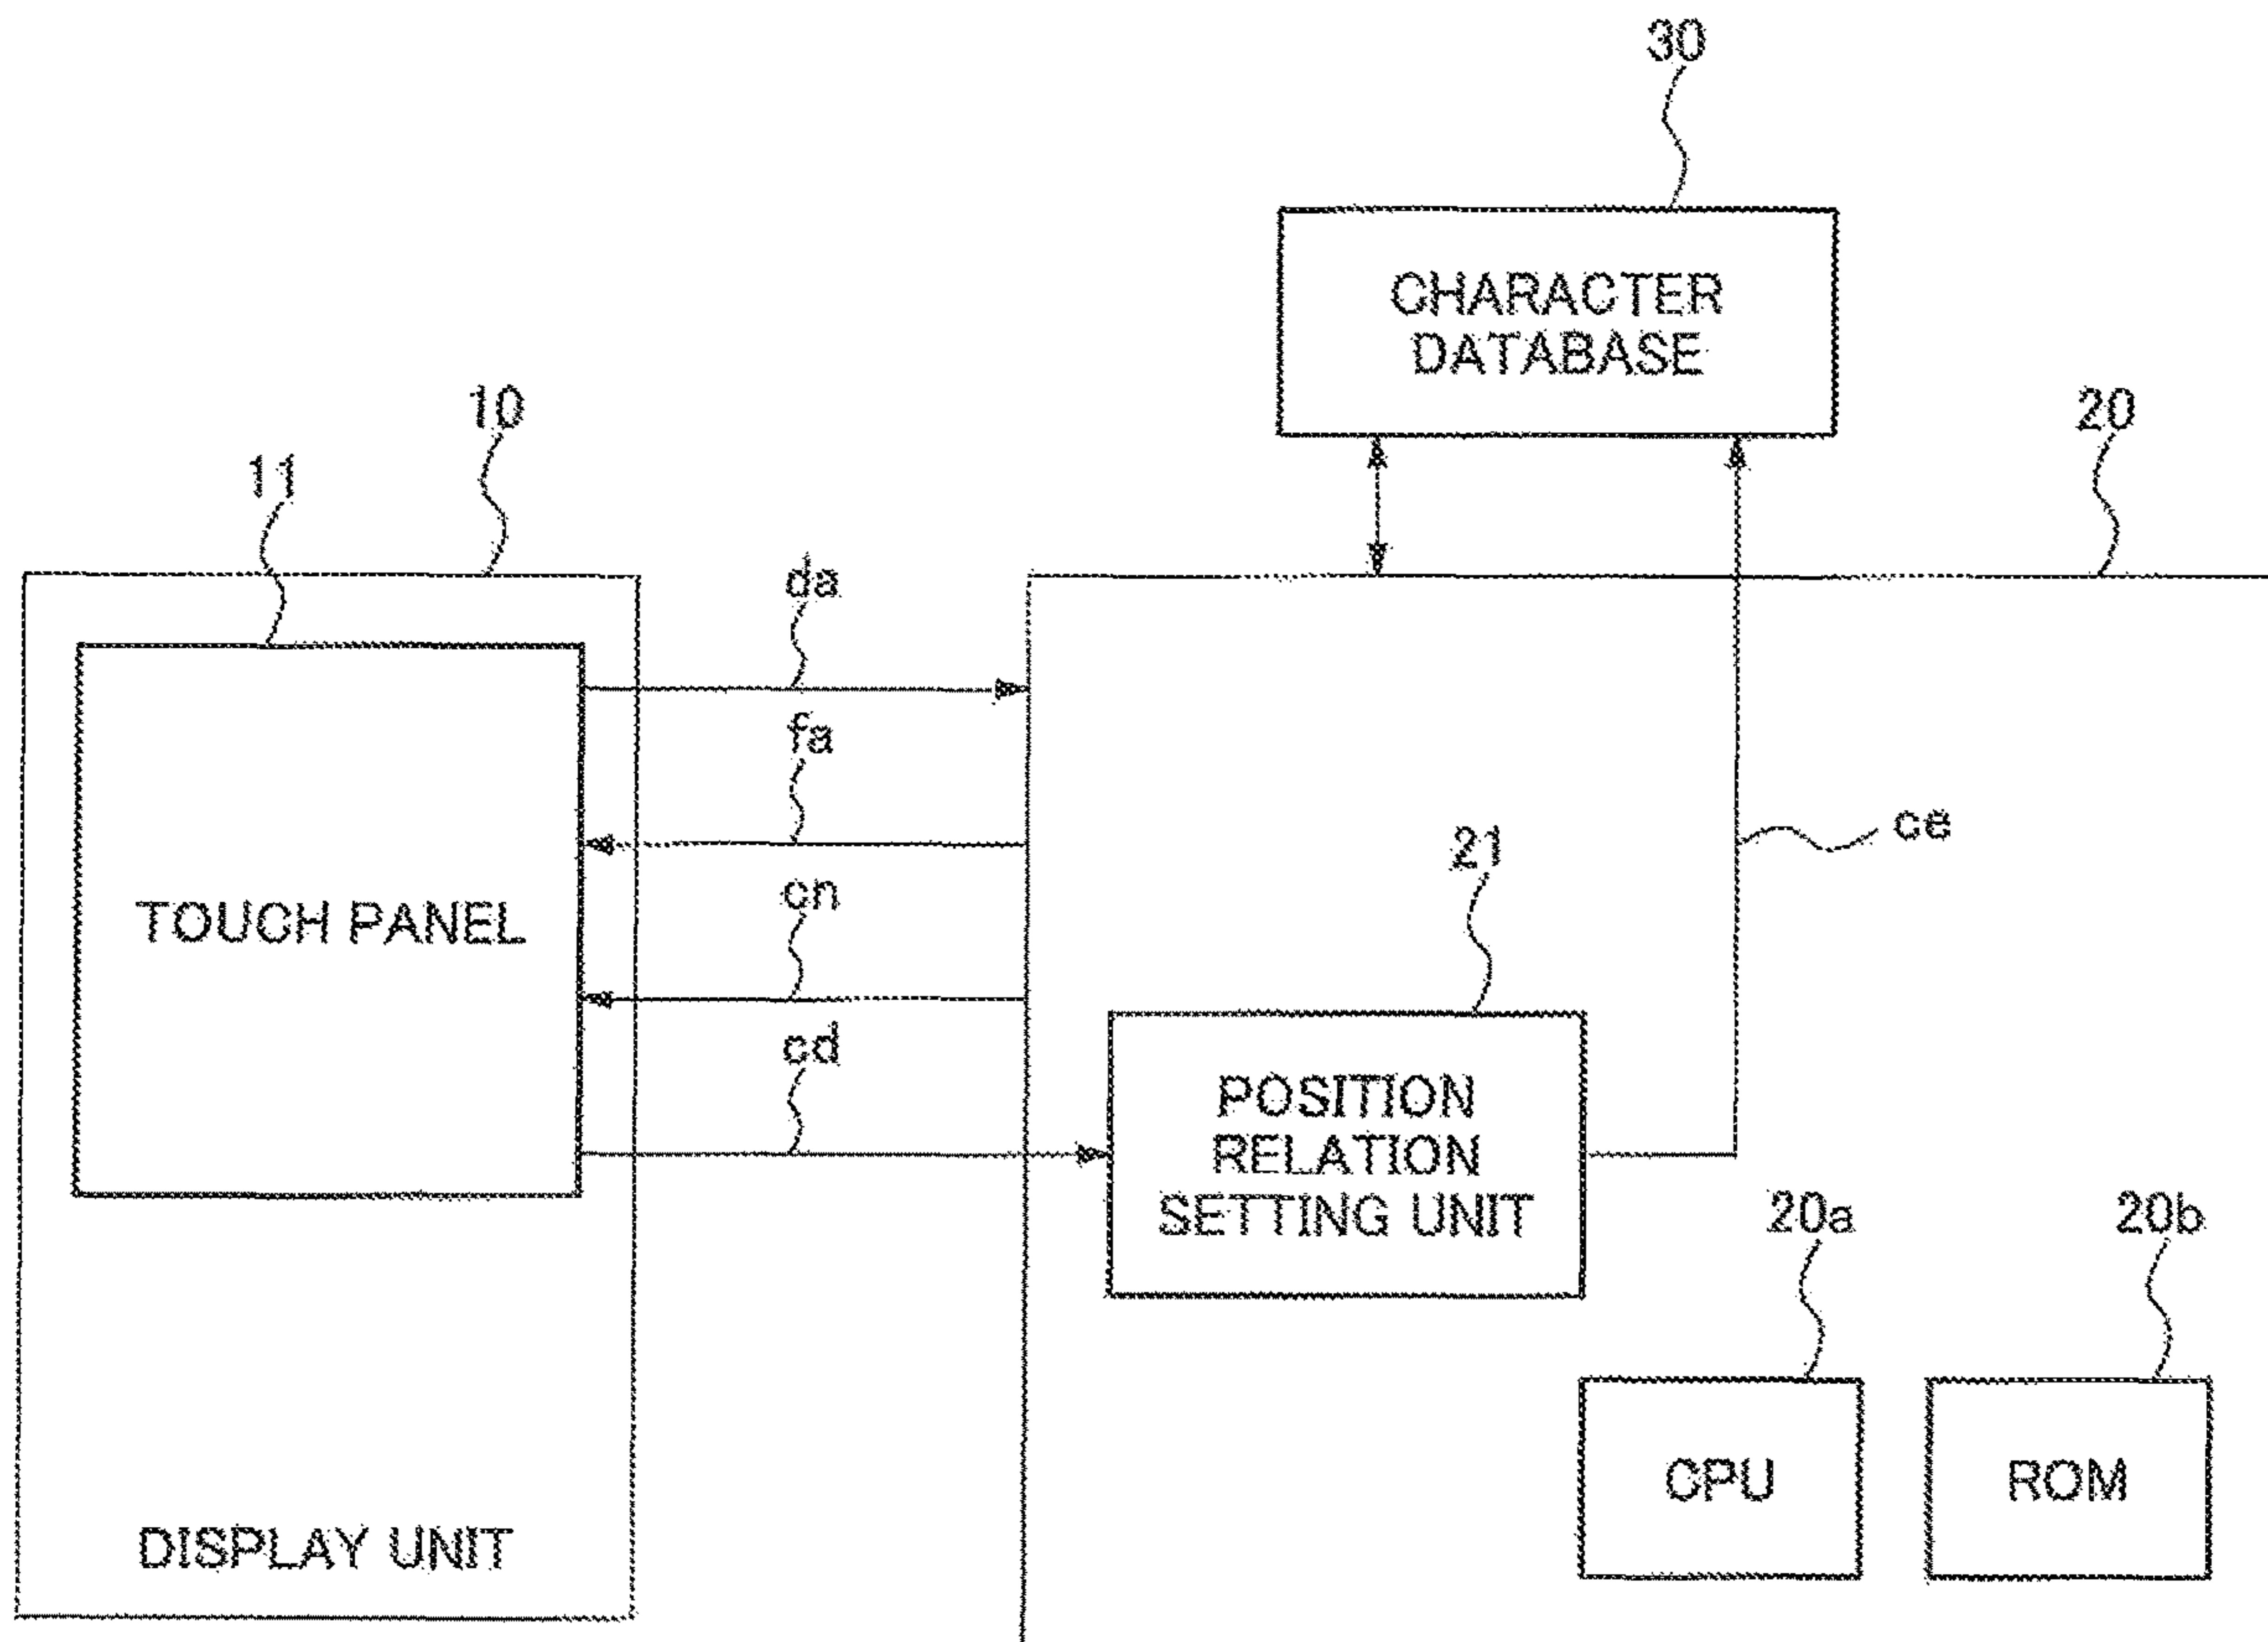 30
CHARACTER
DATABASE
10
20
11
da
fa
ce
21
cn
TOUCH PANEL
cd
POSITION
RELATION
SETTING UNIT
20a
20b
CPU
ROM
DISPLAY UNIT